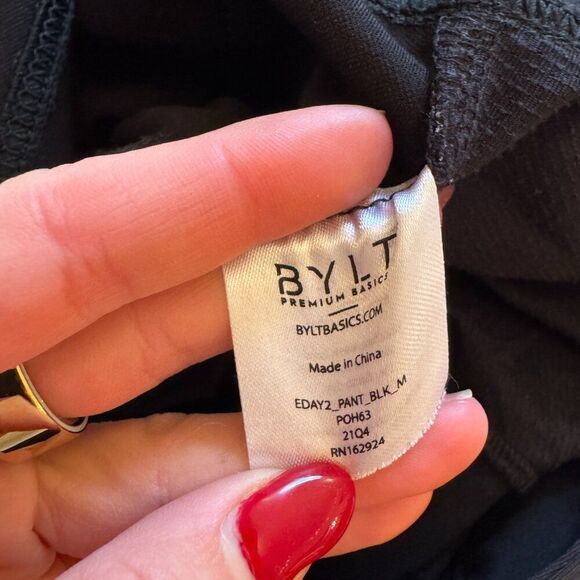 BYLT
PREMIUM BASICS
BYLTBASICS.COM
Made in China
EDAY2_PANT_BLK_M
POH63
21Q4
RN162924